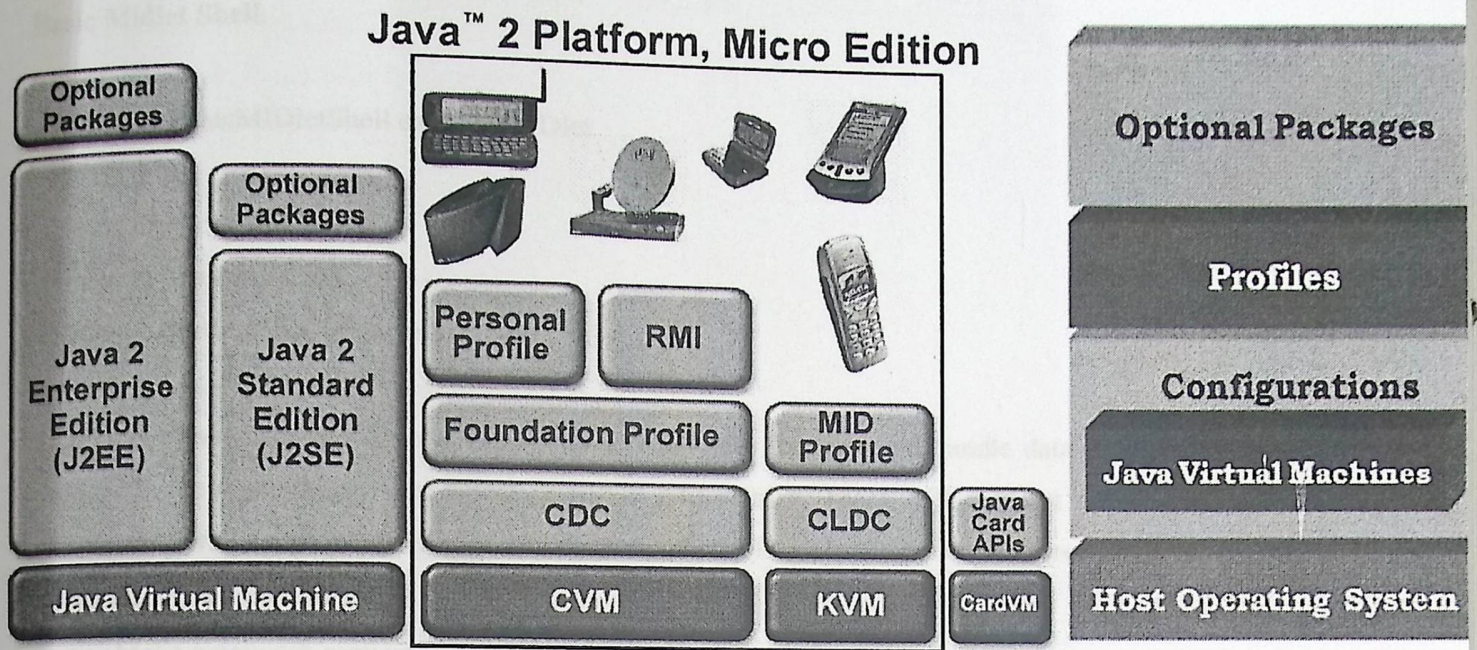 Java™ 2 Platform, Micro Edition
Optional
Packages
Java 2
Enterprise
Edition
(J2EE)
Optional
Packages
Java 2
Standard
Edition
(J2SE)
Java Virtual Machine
Personal
Profile
RMI
Foundation Profile
CDC
CVM
MID
Profile
CLDC
KVM
Java
Card
APIs
CardVM
Optional Packages
Profiles
Configurations
Java Virtual Machines
Host Operating System